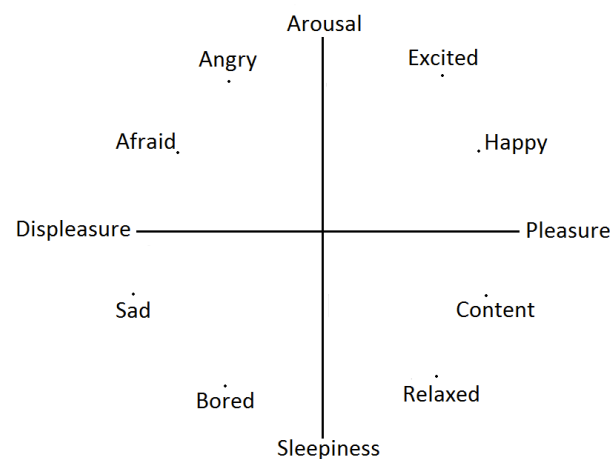 Arousal
Angry
Excited
Afraid
Happy
Displeasure
Pleasure
Sad
Content
Bored
Relaxed
Sleepiness